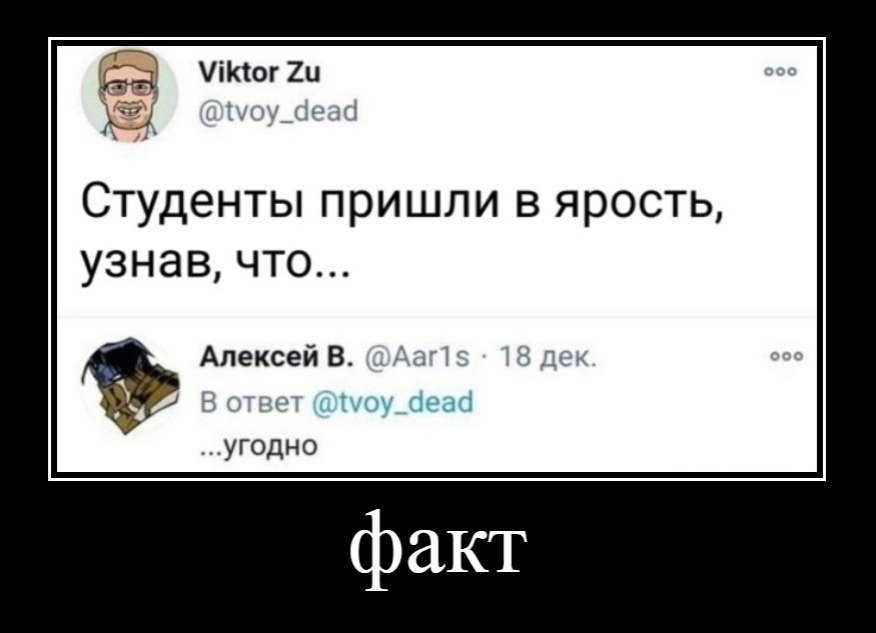 Viktor Zu
@tvoy_dead
Студенты пришли в ярость,
узнав, что...
Алексей В. @Aar1s · 18 дек.
В ответ @tvoy_dead
...угодно
факт